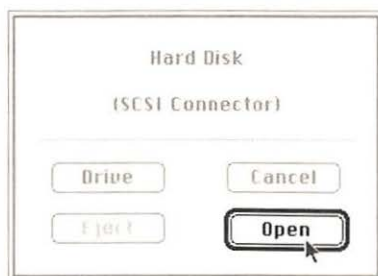 Hard Disk
(SCSI Connector)
Drive
Cancel
Eject
Open